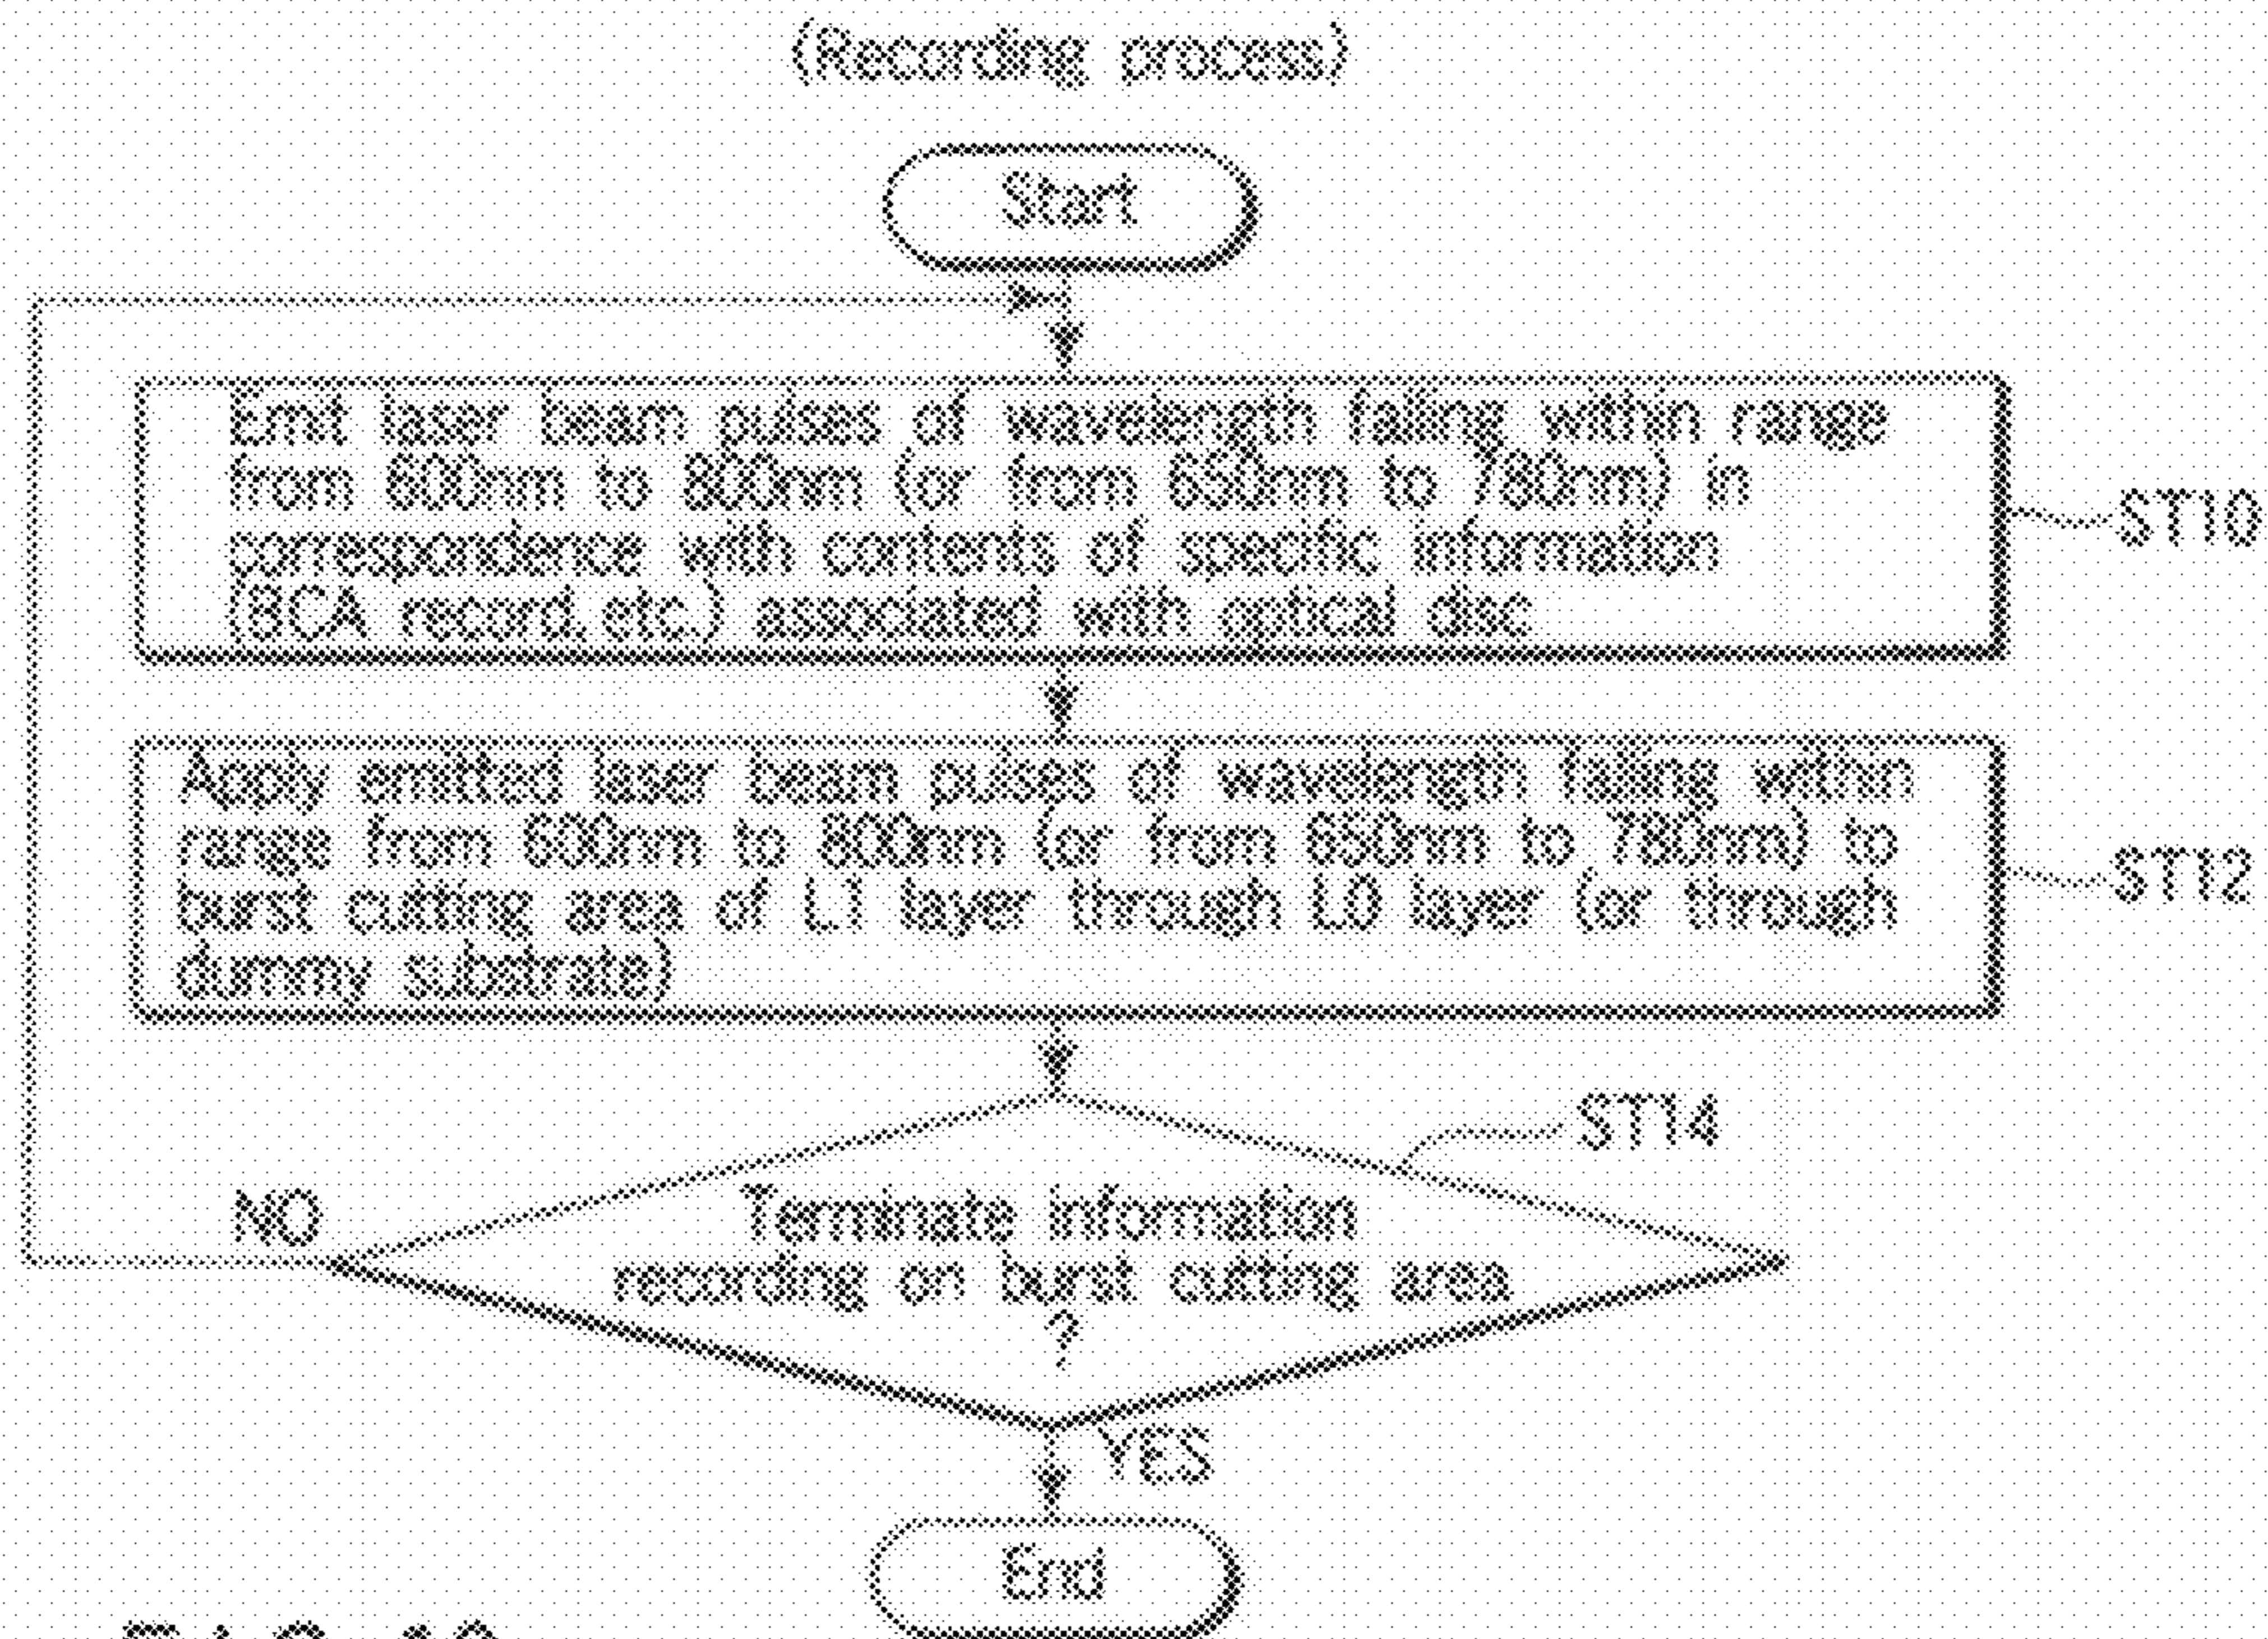 (Recording process)
Start
Emit laser beam pulses of wavelength falling within range
from 600nm to 800nm (or from 650nm to 780nm) in
correspondence with contents of specific information
(BCA record, etc.) associated with optical disc
ST10
Apply emitted laser beam pulses of wavelength falling within
range from 600nm to 800nm (or from 650nm to 780nm) to
burst cutting area of L1 layer through L0 layer (or through
dummy substrate)
ST12
ST14
NO
Terminate information
recording on burst cutting area
?
YES
End